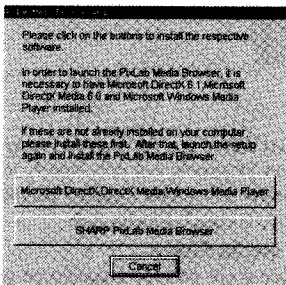 Please click on the buttons to install the respective
software.
In order to launch the PixLab Media Browser, it is
necessary to have Microsoft DirectX 6.1,Microsoft
DirectX Media 6.0 and Microsoft Windows Media
Player installed.
If these are not already installed on your computer
please install these first. After that, launch the setup
again and install the PixLab Media Browser.
Microsoft DirectX,DirectX Media/Windows Media Player
SHARP PixLab Media Browser
Cancel